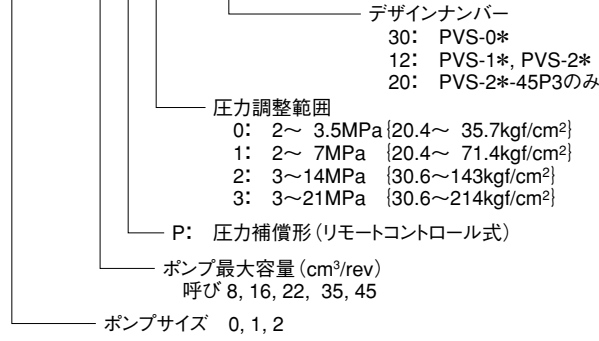 デザインナンバー
30： PVS-0*
12： PVS-1*, PVS-2*
20： PVS-2*-45P3のみ
圧力調整範囲
0： 2〜 3.5MPa {20.4〜 35.7kgf/cm²}
1： 2〜 7MPa {20.4〜 71.4kgf/cm²}
2： 3〜14MPa {30.6〜143kgf/cm²}
3： 3〜21MPa {30.6〜214kgf/cm²}
P： 圧力補償形（リモートコントロール式）
ポンプ最大容量（cm³/rev）
呼び 8, 16, 22, 35, 45
ポンプサイズ 0, 1, 2